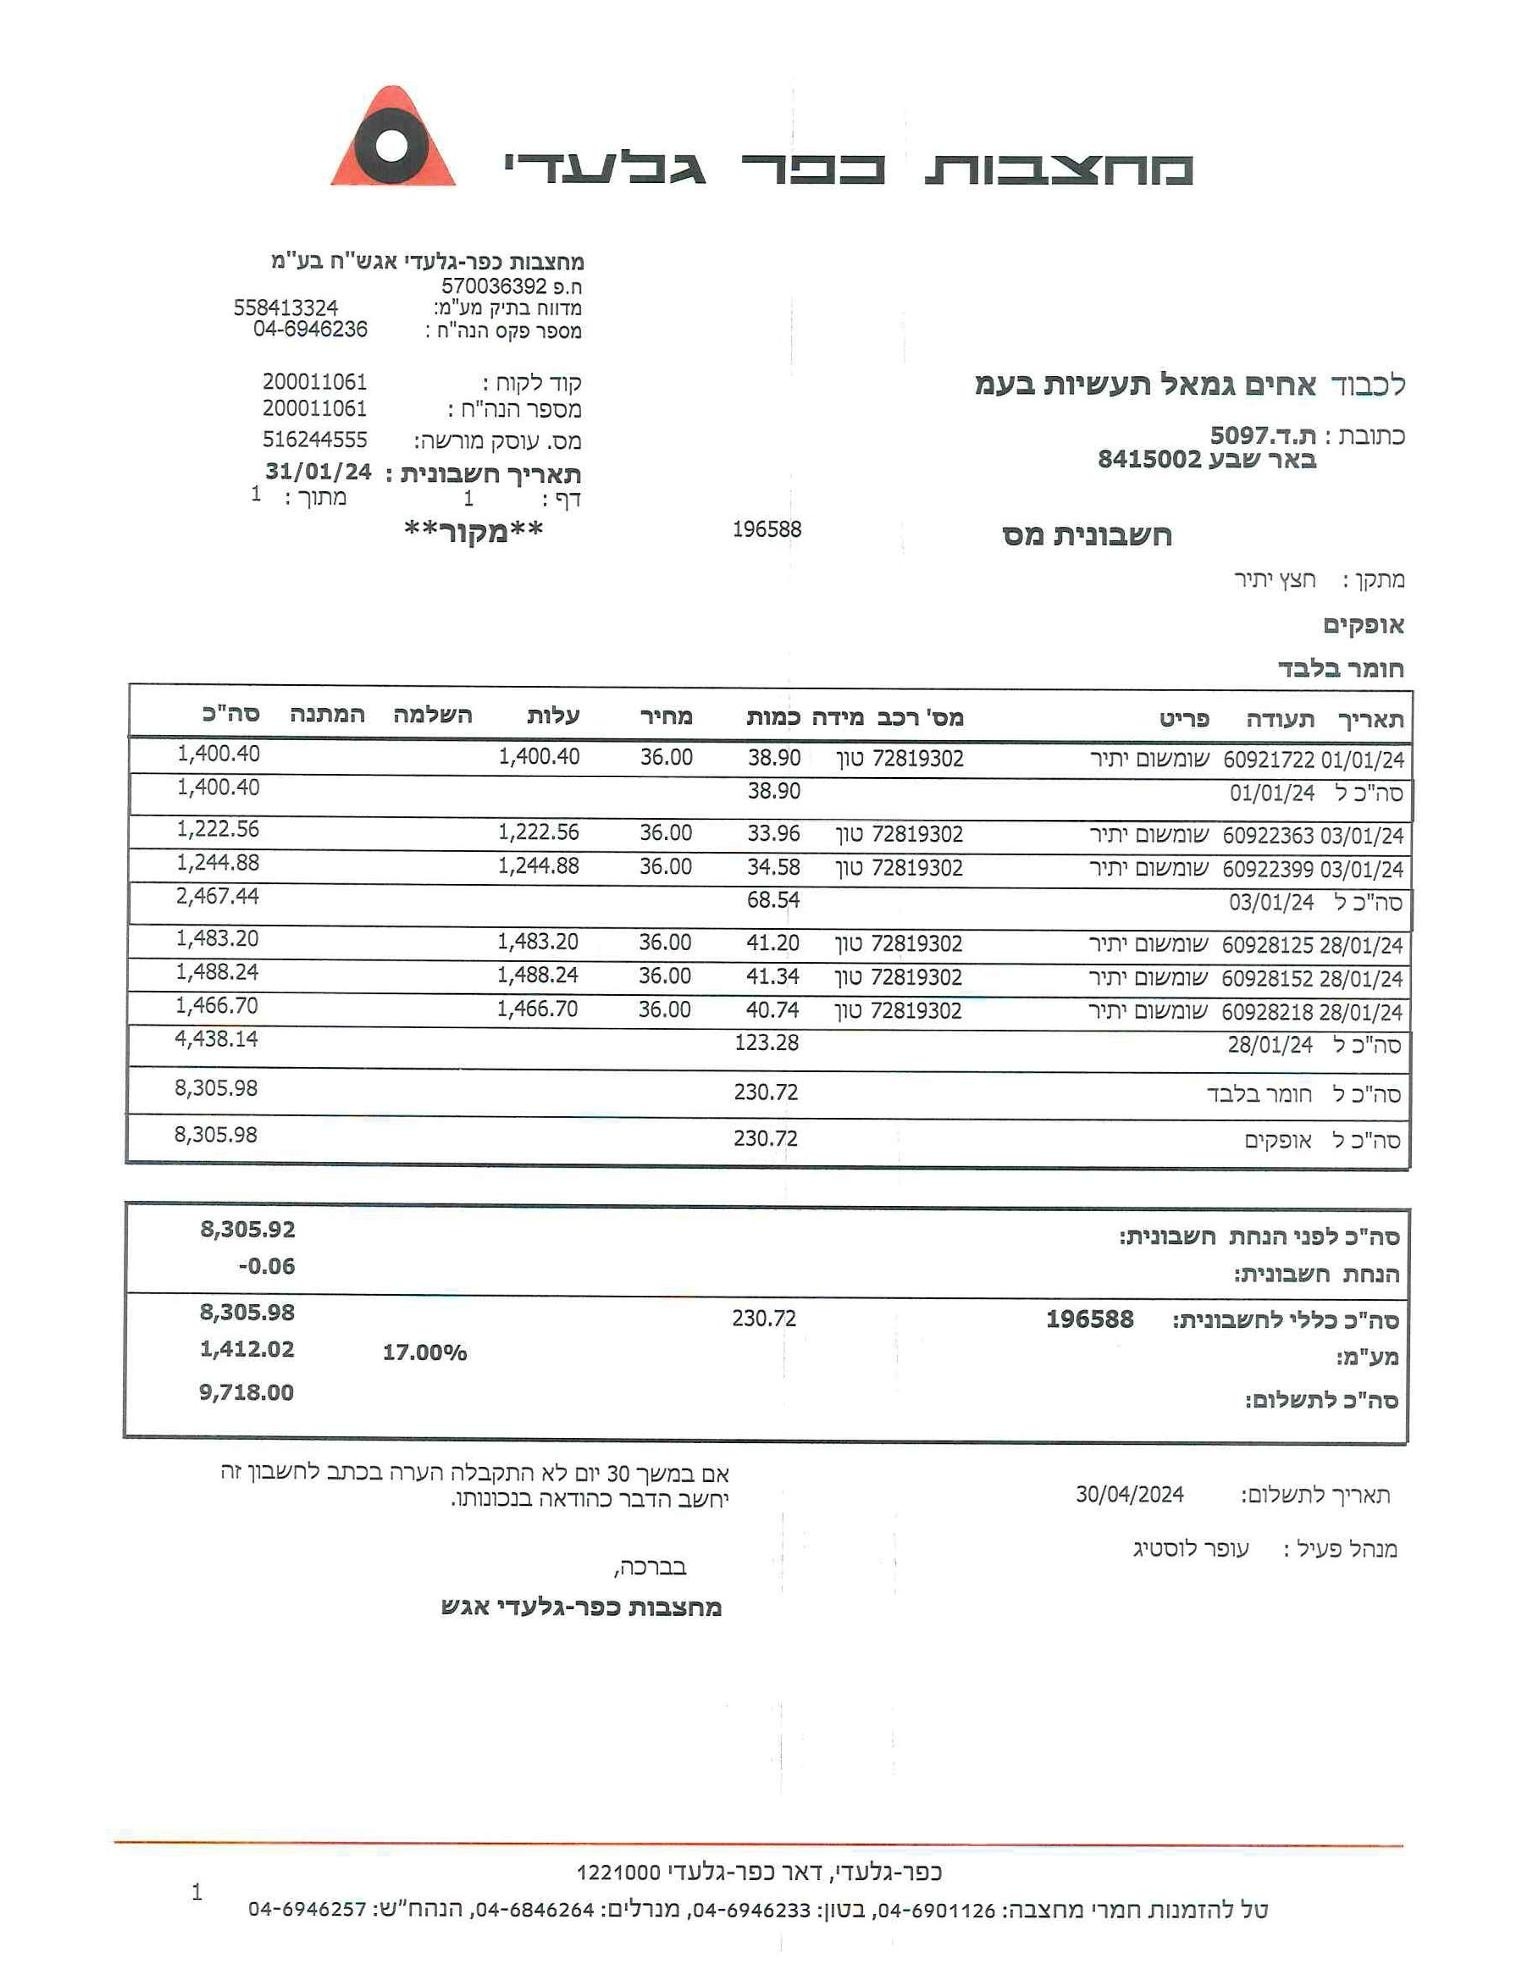 מחצבות כפר גלעדי
מחצבות כפר-גלעדי אגש"ח בע"מ
ח.פ 570036392
מדווח בתיק מע"מ: 558413324
מספר פקס הנה"ח : 04-6946236
לכבוד אחים גמאל תעשיות בעמ
כתובת : ת.ד.5097
באר שבע 8415002
קוד לקוח : 200011061
מספר הנה"ח : 200011061
מס. עוסק מורשה: 516244555
תאריך חשבונית : 31/01/24
דף : 1 מתוך : 1
חשבונית מס 196588 **מקור**
מתקן : חצץ יתיר
אופקים
חומר בלבד
תאריך תעודה פריט מס' רכב מידה כמות מחיר עלות השלמה המתנה סה"כ
01/01/24 60921722 שומשום יתיר 72819302 טון 38.90 36.00 1,400.40 1,400.40
סה"כ ל 01/01/24 38.90 1,400.40
03/01/24 60922363 שומשום יתיר 72819302 טון 33.96 36.00 1,222.56 1,222.56
03/01/24 60922399 שומשום יתיר 72819302 טון 34.58 36.00 1,244.88 1,244.88
סה"כ ל 03/01/24 68.54 2,467.44
28/01/24 60928125 שומשום יתיר 72819302 טון 41.20 36.00 1,483.20 1,483.20
28/01/24 60928152 שומשום יתיר 72819302 טון 41.34 36.00 1,488.24 1,488.24
28/01/24 60928218 שומשום יתיר 72819302 טון 40.74 36.00 1,466.70 1,466.70
סה"כ ל 28/01/24 123.28 4,438.14
סה"כ ל חומר בלבד 230.72 8,305.98
סה"כ ל אופקים 230.72 8,305.98
סה"כ לפני הנחת חשבונית: 8,305.92
הנחת חשבונית: -0.06
סה"כ כללי לחשבונית: 196588 230.72 8,305.98
מע"מ: 17.00% 1,412.02
סה"כ לתשלום: 9,718.00
אם במשך 30 יום לא התקבלה הערה בכתב לחשבון זה
יחשב הדבר כהודאה בנכונותו.
תאריך לתשלום: 30/04/2024
מנהל פעיל : עופר לוסטיג
בברכה,
מחצבות כפר-גלעדי אגש
כפר-גלעדי, דאר כפר-גלעדי 1221000
טל להזמנות חמרי מחצבה: 04-6901126, בטון: 04-6946233, מנרלים: 04-6846264, הנהח"ש: 04-6946257
1